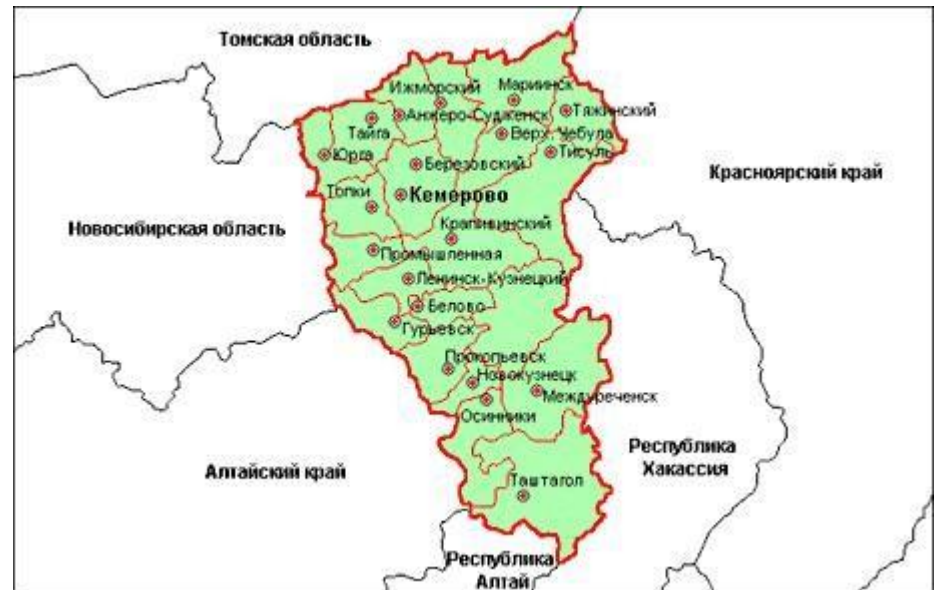 Томская область
Ижморский
Мариинск
Анжеро-Судженск
Тяжинский
Тайга
Верх. Чебула
Юрга
Березовский
Тисуль
Красноярский край
Топки
Кемерово
Крапивинский
Новосибирская область
Промышленная
Ленинск-Кузнецкий
Белово
Гурьевск
Прокопьевск
Новокузнецк
Междуреченск
Осинники
Республика
Хакассия
Алтайский край
Таштагол
Республика
Алтай